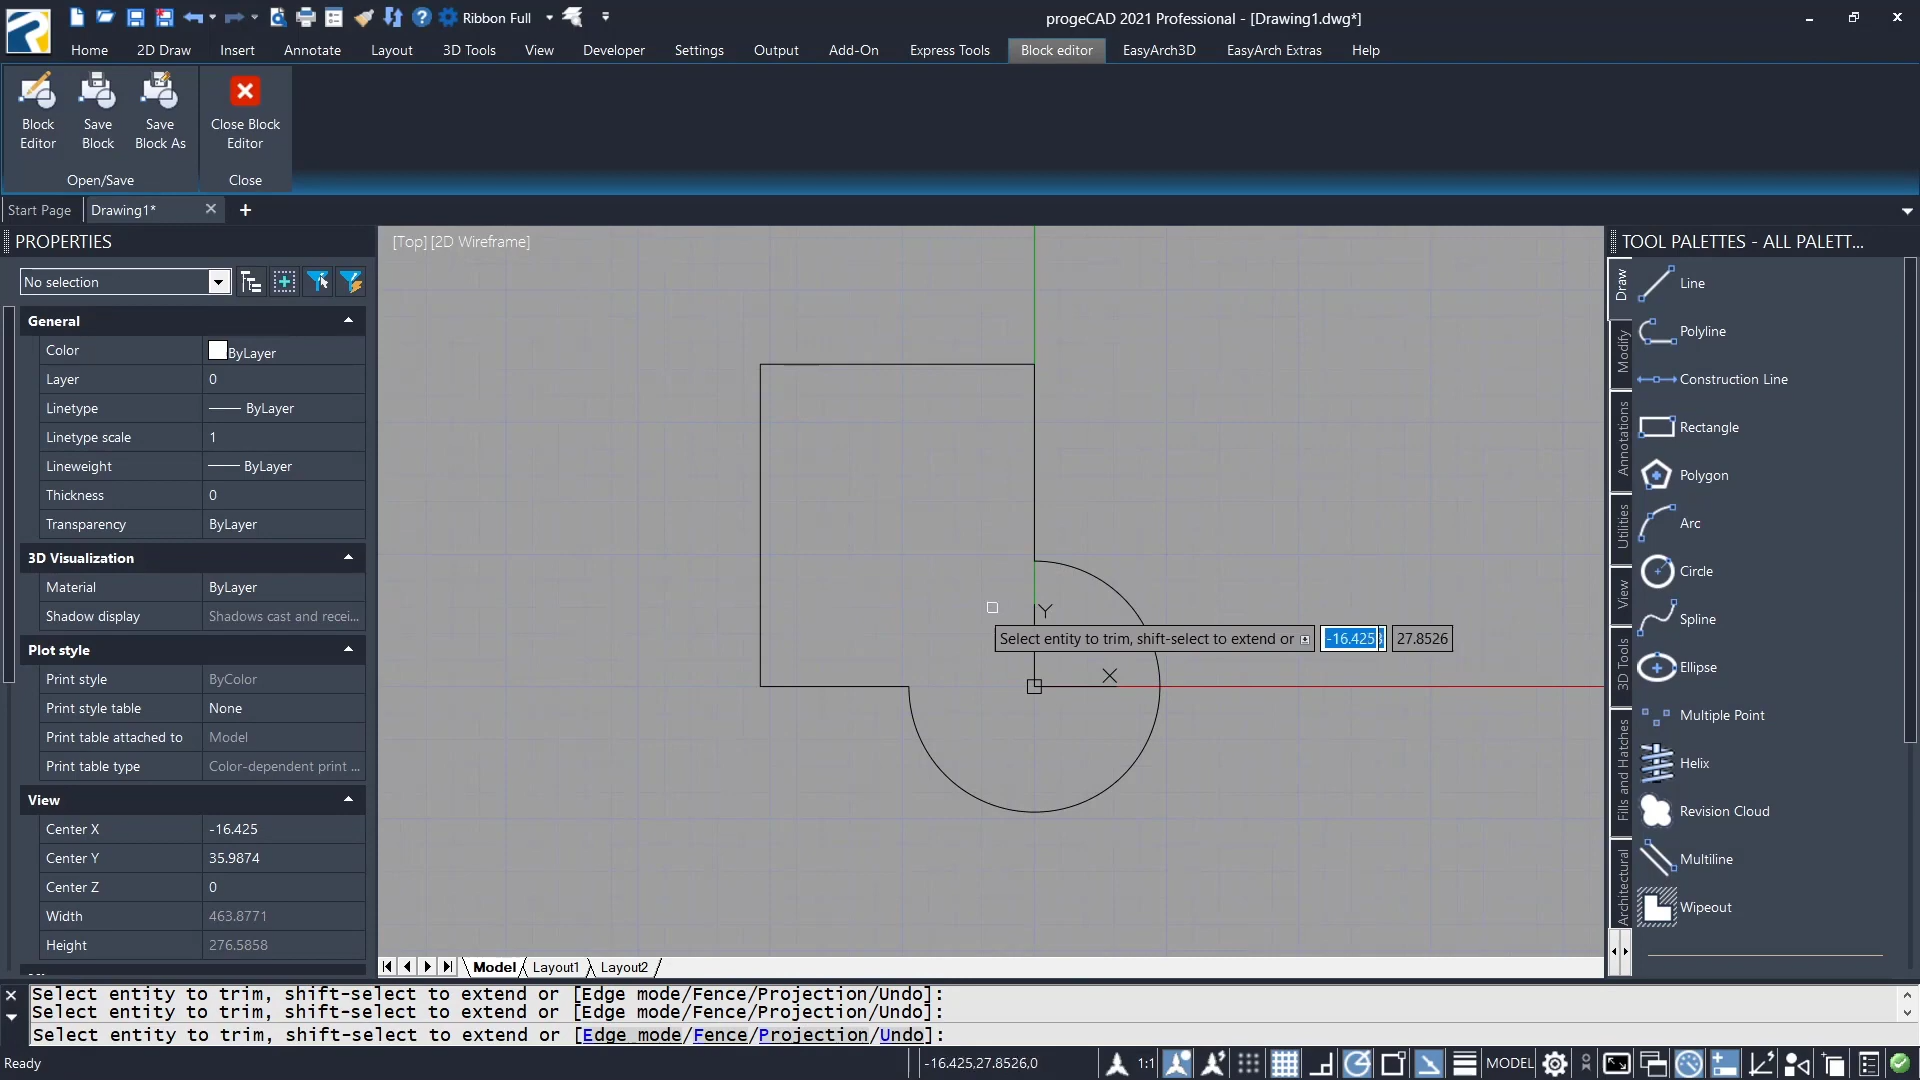 Ribbon Full
progeCAD 2021 Professional - [Drawing1.dwg*]
Home 2D Draw Insert Annotate Layout 3D Tools View Developer Settings Output Add-On Express Tools Block editor EasyArch3D EasyArch Extras Help
Block Editor
Save Block
Save Block As
Close Block Editor
Open/Save
Close
Start Page
Drawing1*
PROPERTIES
No selection
General
Color ByLayer
Layer 0
Linetype ByLayer
Linetype scale 1
Lineweight ByLayer
Thickness 0
Transparency ByLayer
3D Visualization
Material ByLayer
Shadow display Shadows cast and recei...
Plot style
Print style ByColor
Print style table None
Print table attached to Model
Print table type Color-dependent print ...
View
Center X -16.425
Center Y 35.9874
Center Z 0
Width 463.8771
Height 276.5858
[Top] [2D Wireframe]
Y
Select entity to trim, shift-select to extend or -16.425 27.8526
X
Model Layout1 Layout2
TOOL PALETTES - ALL PALETT...
Draw
Modify
Annotations
Utilities
View
3D Tools
Fills and Hatches
Architectural
Line
Polyline
Construction Line
Rectangle
Polygon
Arc
Circle
Spline
Ellipse
Multiple Point
Helix
Revision Cloud
Multiline
Wipeout
Select entity to trim, shift-select to extend or [Edge mode/Fence/Projection/Undo]:
Select entity to trim, shift-select to extend or [Edge mode/Fence/Projection/Undo]:
Select entity to trim, shift-select to extend or [Edge mode/Fence/Projection/Undo]:
Ready
-16.425,27.8526,0
1:1
MODEL